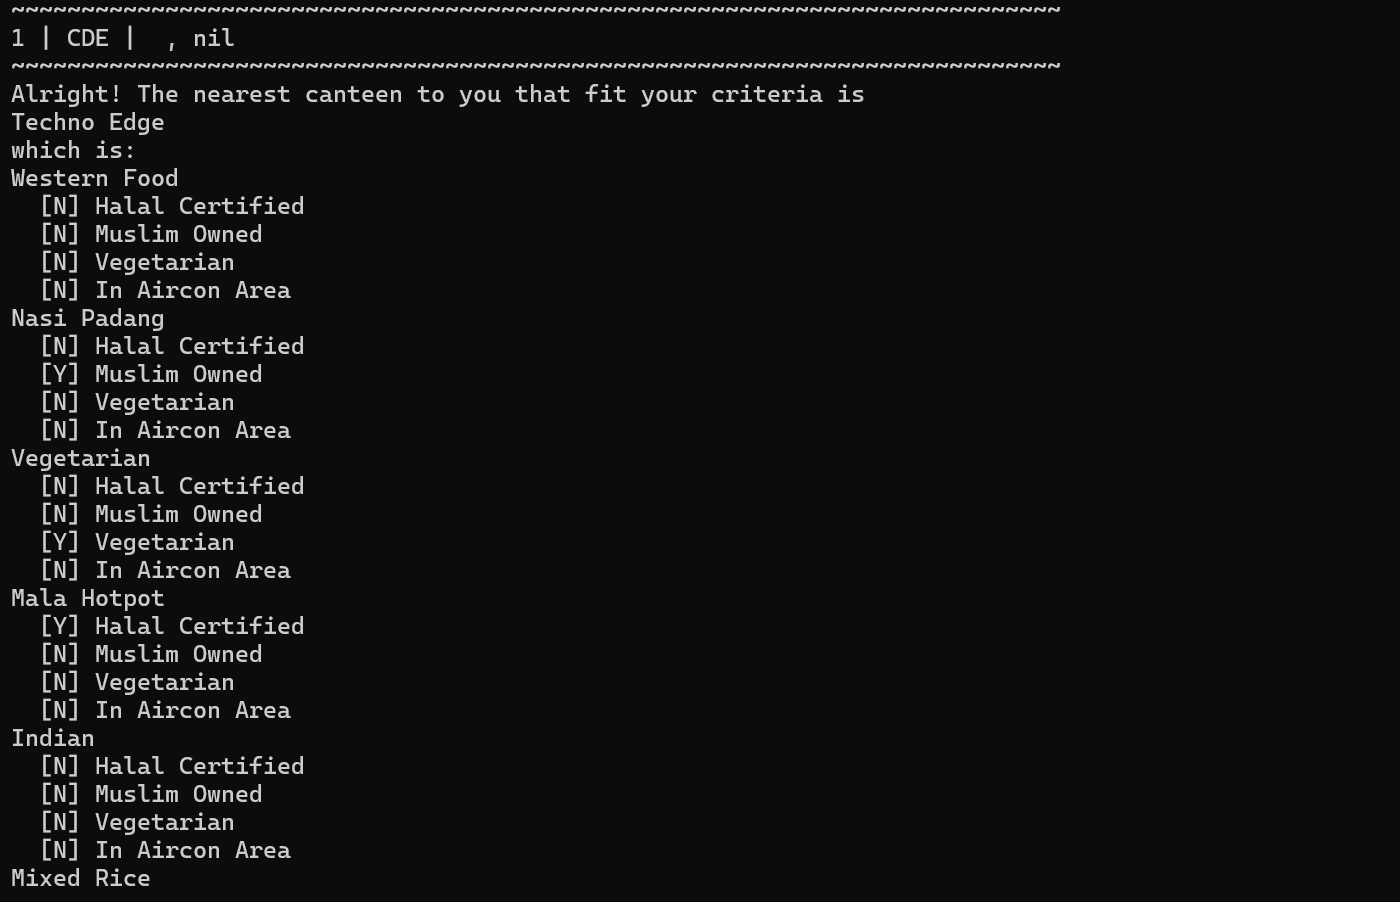 ~~~~~~~~~~~~~~~~~~~~~~~~~~~~~~~~~~~~~~~~~~~~~~~~~~~~~~~~~~~~~~~~~~~~~~~~~~~
1 | CDE |  , nil
~~~~~~~~~~~~~~~~~~~~~~~~~~~~~~~~~~~~~~~~~~~~~~~~~~~~~~~~~~~~~~~~~~~~~~~~~~~
Alright! The nearest canteen to you that fit your criteria is
Techno Edge
which is:
Western Food
  [N] Halal Certified
  [N] Muslim Owned
  [N] Vegetarian
  [N] In Aircon Area
Nasi Padang
  [N] Halal Certified
  [Y] Muslim Owned
  [N] Vegetarian
  [N] In Aircon Area
Vegetarian
  [N] Halal Certified
  [N] Muslim Owned
  [Y] Vegetarian
  [N] In Aircon Area
Mala Hotpot
  [Y] Halal Certified
  [N] Muslim Owned
  [N] Vegetarian
  [N] In Aircon Area
Indian
  [N] Halal Certified
  [N] Muslim Owned
  [N] Vegetarian
  [N] In Aircon Area
Mixed Rice